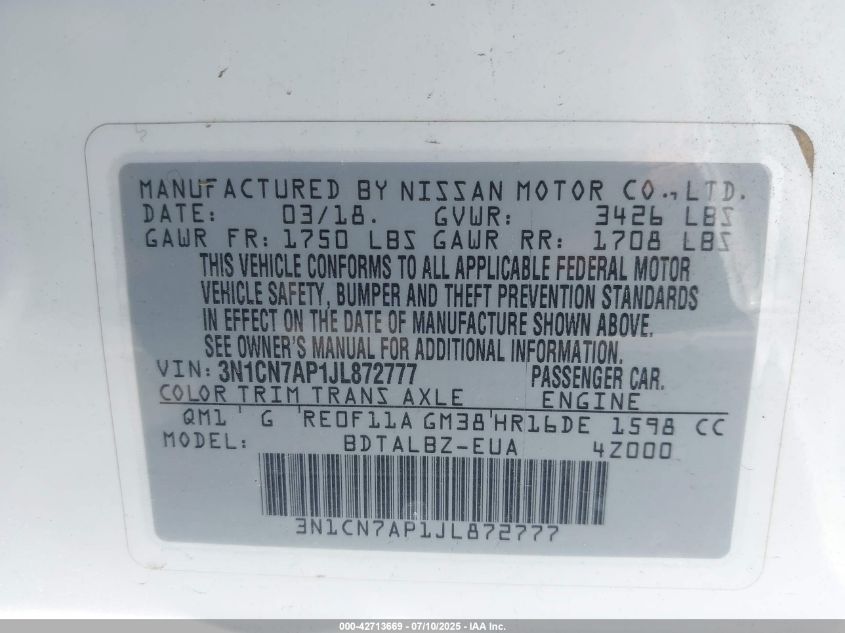 MANUFACTURED BY NISSAN MOTOR CO., LTD.
DATE: 03/18. GVWR: 3426 LBS
GAWR FR: 1750 LBS GAWR RR: 1708 LBS
THIS VEHICLE CONFORMS TO ALL APPLICABLE FEDERAL MOTOR
VEHICLE SAFETY, BUMPER AND THEFT PREVENTION STANDARDS
IN EFFECT ON THE DATE OF MANUFACTURE SHOWN ABOVE.
SEE OWNER'S MANUAL FOR ADDITIONAL INFORMATION.
VIN: 3N1CN7AP1JL872777 PASSENGER CAR.
COLOR TRIM TRANS AXLE ENGINE
QM1 ' G ' RE0F11A GM38 ' HR16DE 1598 CC
MODEL: BDTALBZ-EUA 4Z000
3N1CN7AP1JL872777
000-42713669 - 07/10/2025 - IAA Inc.